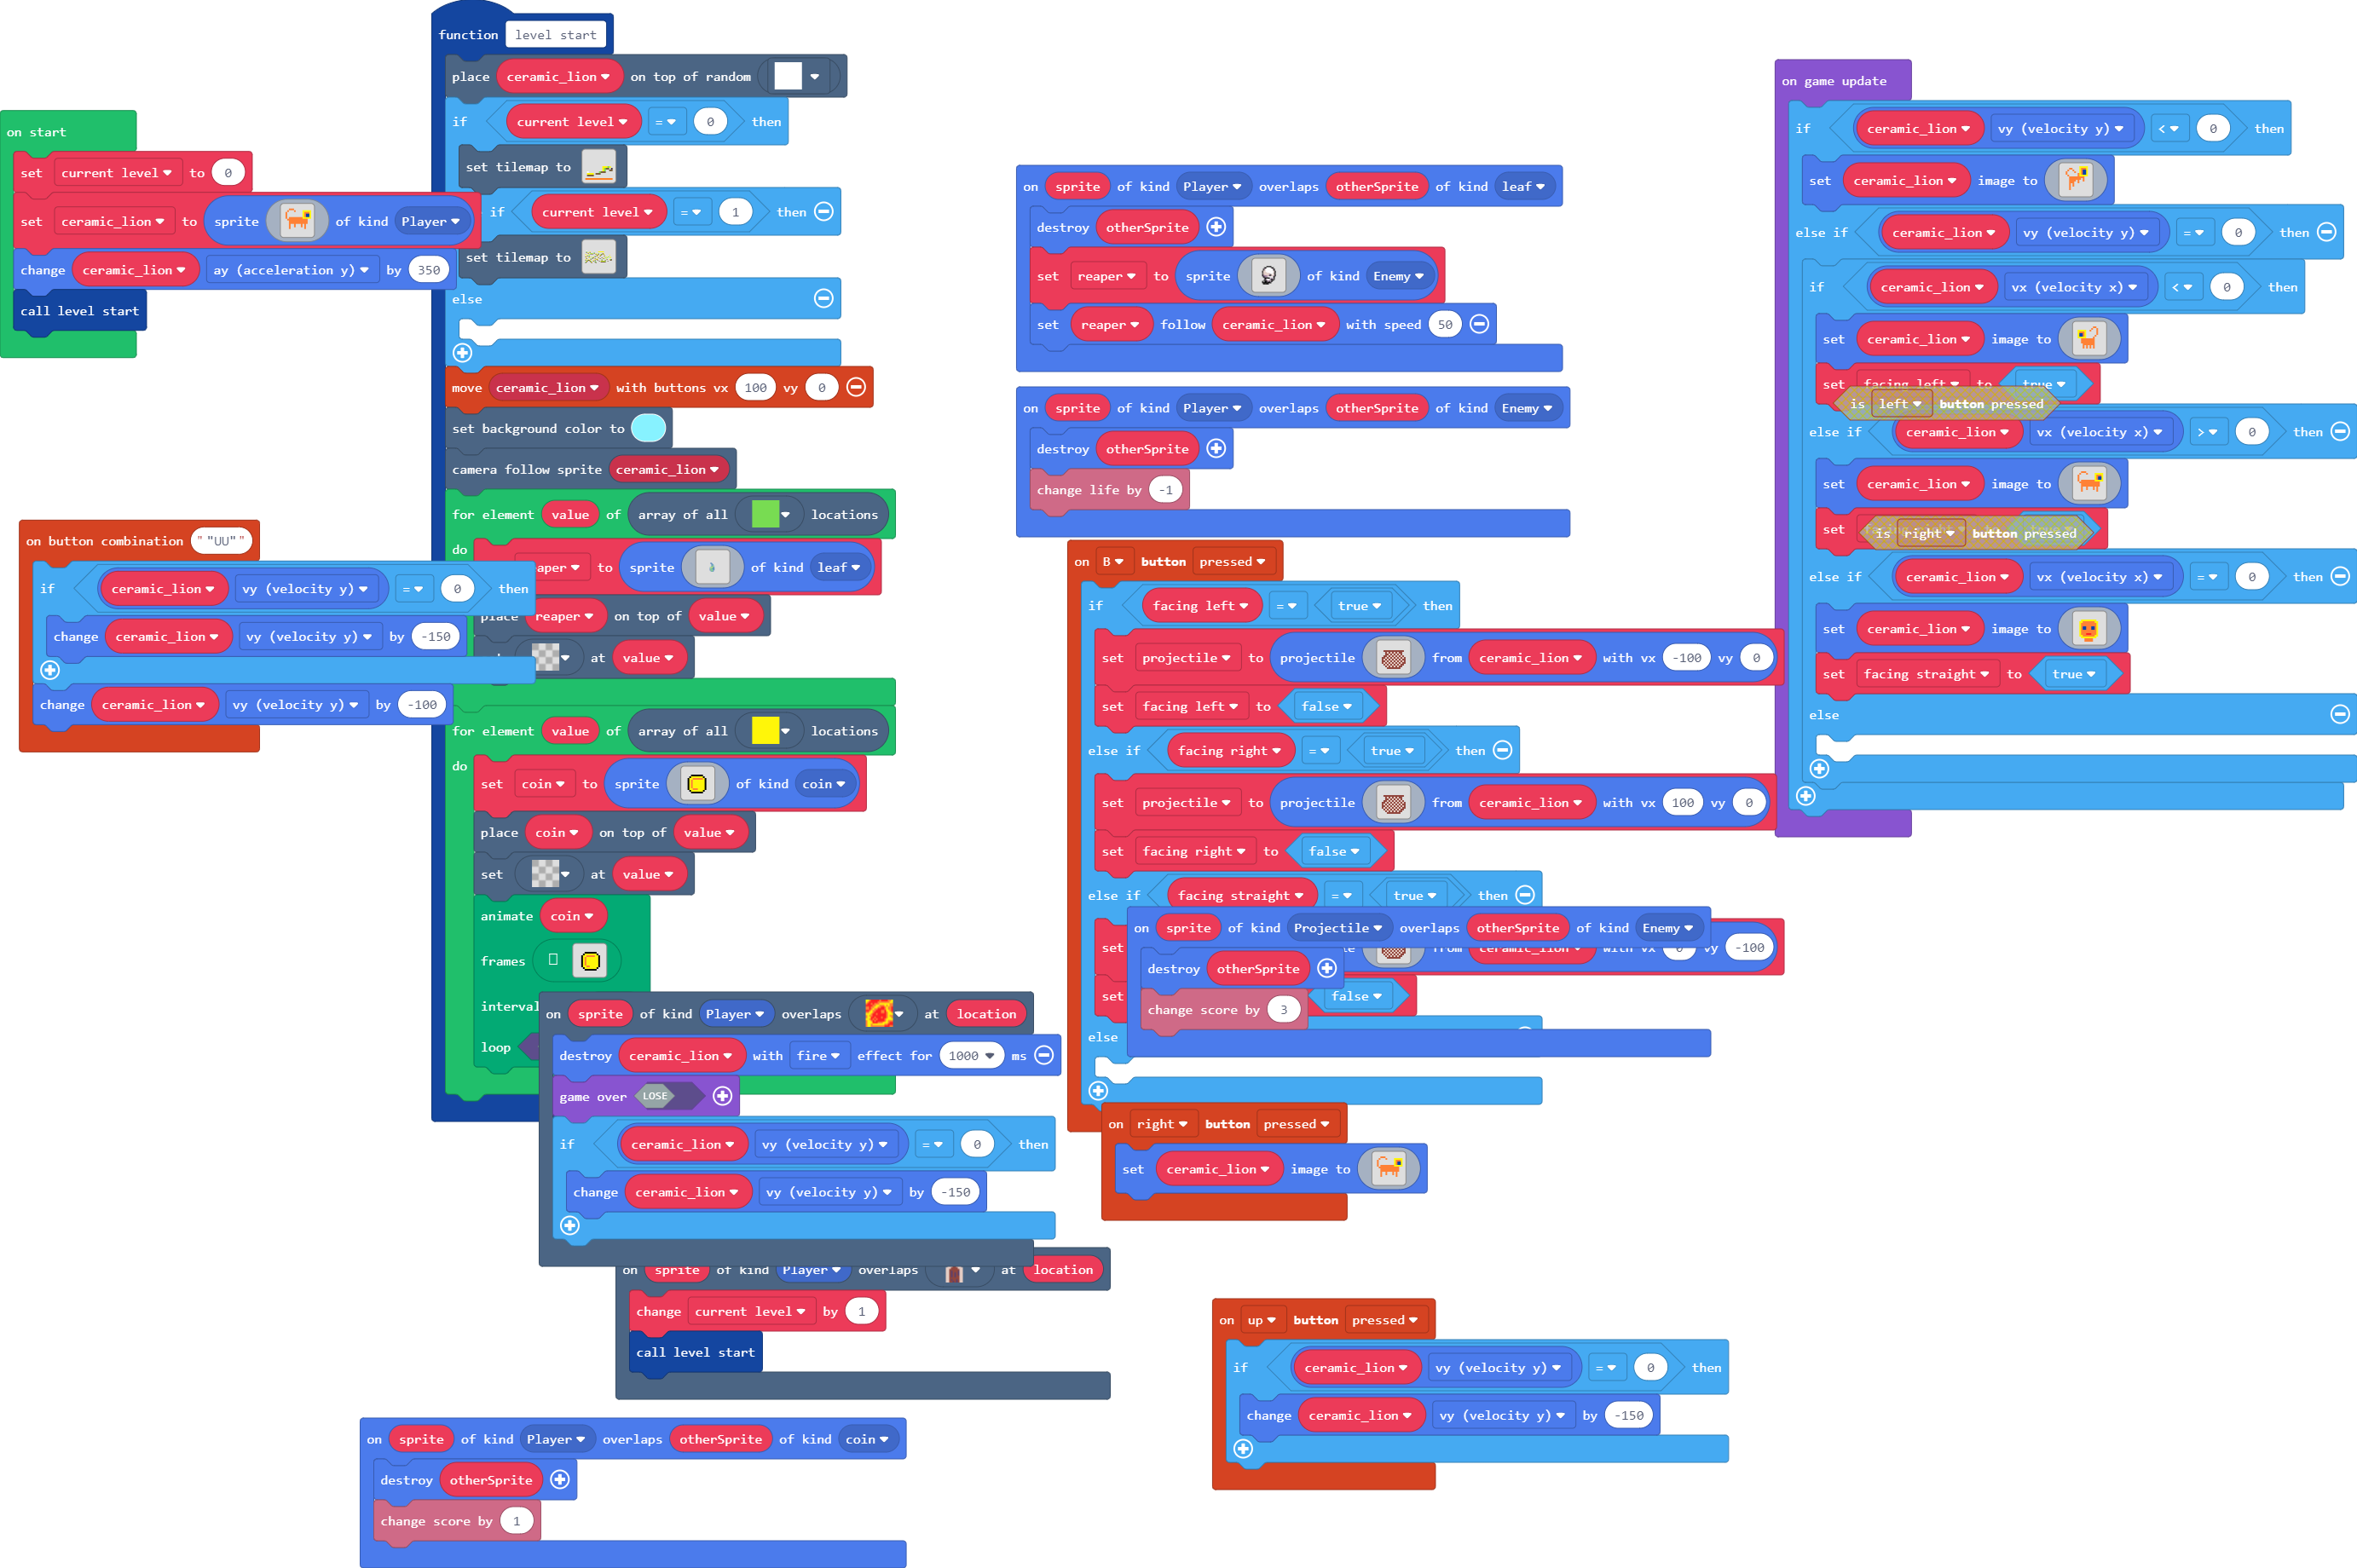 on start
set current level to 0
set ceramic_lion to sprite of kind Player
change ceramic_lion ay (acceleration y) by 350
call level start
function level start
place ceramic_lion on top of random
if current level = 0 then
set tilemap to
if current level = 1 then
set tilemap to
else
move ceramic_lion with buttons vx 100 vy 0
set background color to
camera follow sprite ceramic_lion
for element value of array of all locations
do
to sprite of kind leaf
place reaper on top of value
at value
for element value of array of all locations
do
set coin to sprite of kind coin
place coin on top of value
set at value
animate coin
frames
interval
loop
on button combination ""UU""
if ceramic_lion vy (velocity y) = 0 then
change ceramic_lion vy (velocity y) by -150
change ceramic_lion vy (velocity y) by -100
on sprite of kind Player overlaps at location
destroy ceramic_lion with fire effect for 1000 ms
game over LOSE
if ceramic_lion vy (velocity y) = 0 then
change ceramic_lion vy (velocity y) by -150
on sprite of kind Player overlaps at location
change current level by 1
call level start
on sprite of kind Player overlaps otherSprite of kind coin
destroy otherSprite
change score by 1
on sprite of kind Player overlaps otherSprite of kind leaf
destroy otherSprite
set reaper to sprite of kind Enemy
set reaper follow ceramic_lion with speed 50
on sprite of kind Player overlaps otherSprite of kind Enemy
destroy otherSprite
change life by -1
on B button pressed
if facing left = true then
set projectile to projectile from ceramic_lion with vx -100 vy 0
set facing left to false
else if facing right = true then
set projectile to projectile from ceramic_lion with vx 100 vy 0
set facing right to false
else if facing straight = true then
set from ceramic_lion with vx 0 vy -100
set false
else
on sprite of kind Projectile overlaps otherSprite of kind Enemy
destroy otherSprite
change score by 3
on right button pressed
set ceramic_lion image to
on up button pressed
if ceramic_lion vy (velocity y) = 0 then
change ceramic_lion vy (velocity y) by -150
on game update
if ceramic_lion vy (velocity y) < 0 then
set ceramic_lion image to
else if ceramic_lion vy (velocity y) = 0 then
if ceramic_lion vx (velocity x) < 0 then
set ceramic_lion image to
set facing left to true
is left button pressed
else if ceramic_lion vx (velocity x) > 0 then
set ceramic_lion image to
set
is right button pressed
else if ceramic_lion vx (velocity x) = 0 then
set ceramic_lion image to
set facing straight to true
else